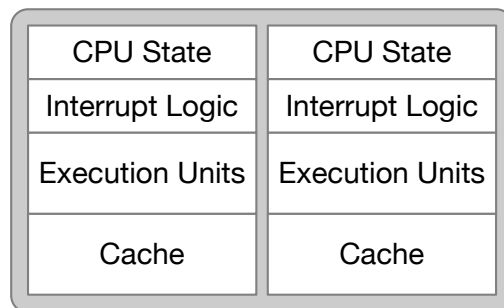 CPU State
Interrupt Logic
Execution Units
Cache
CPU State
Interrupt Logic
Execution Units
Cache